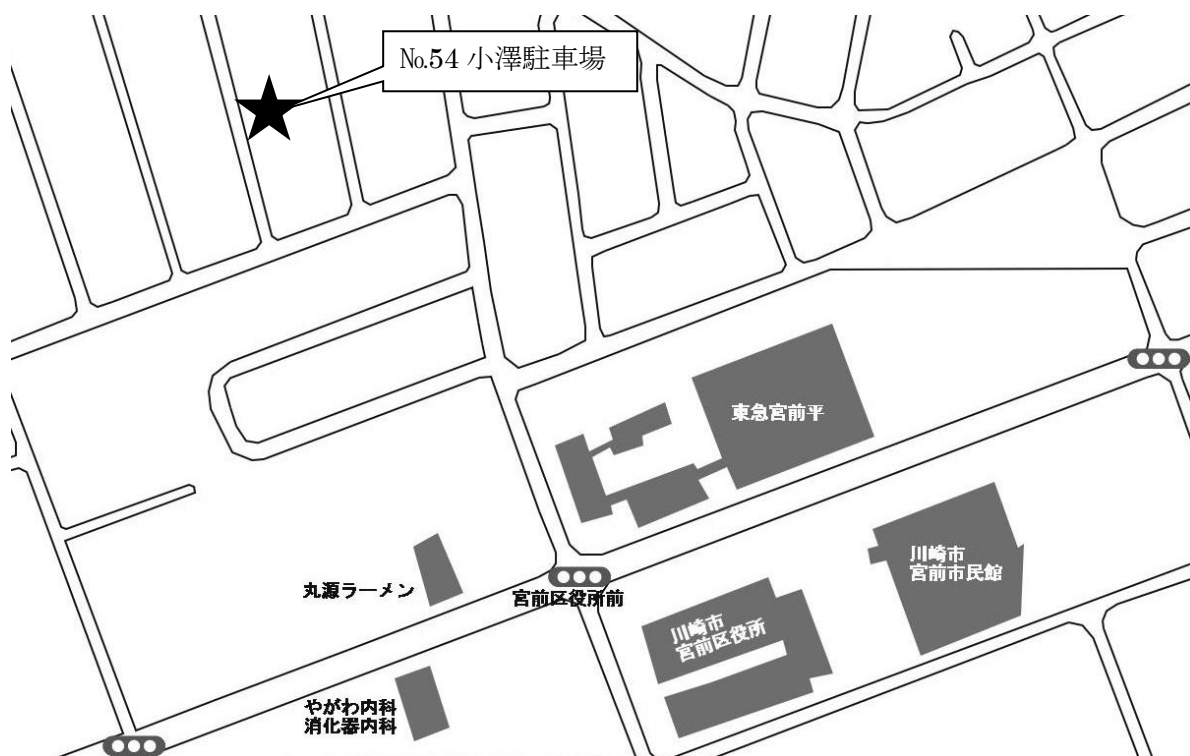 №54 小澤駐車場
東急宮前平
川崎市
宮前市民館
丸源ラーメン
宮前区役所前
川崎市
宮前区役所
やがわ内科
消化器内科